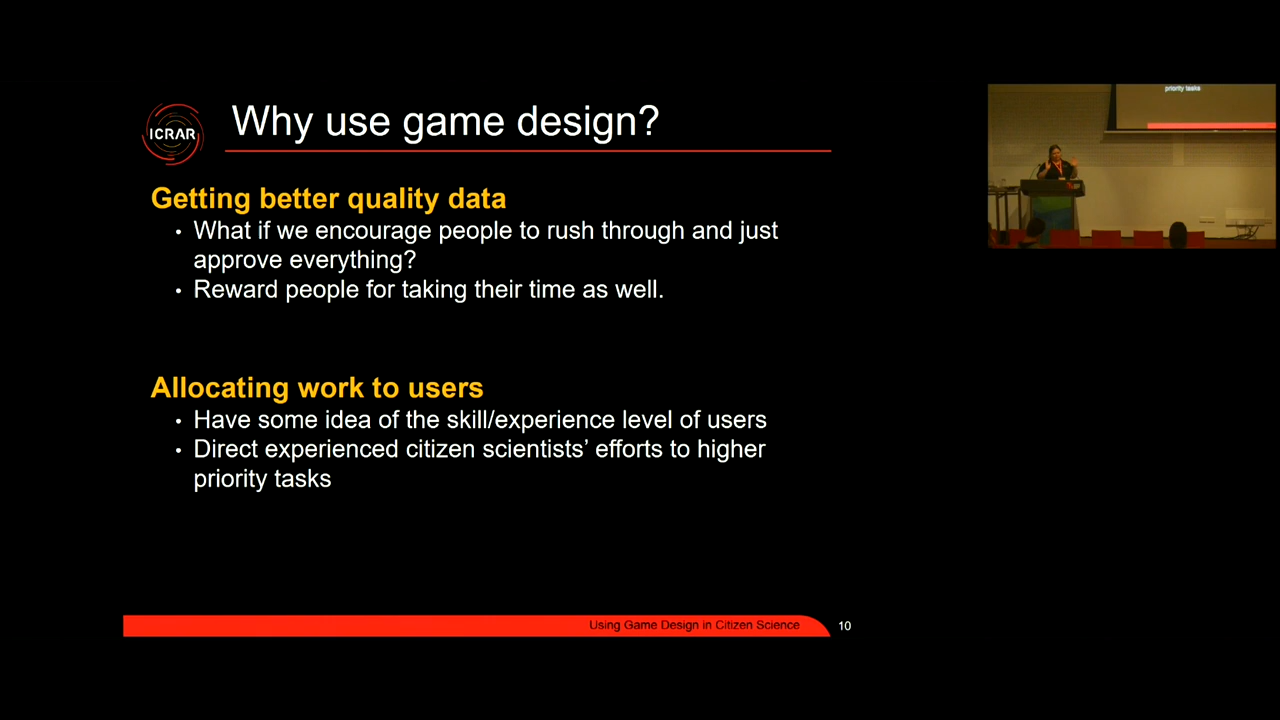 ICRAR
Why use game design?
Getting better quality data
• What if we encourage people to rush through and just
approve everything?
• Reward people for taking their time as well.
Allocating work to users
• Have some idea of the skill/experience level of users
• Direct experienced citizen scientists’ efforts to higher
priority tasks
Using Game Design in Citizen Science
10
priority tasks